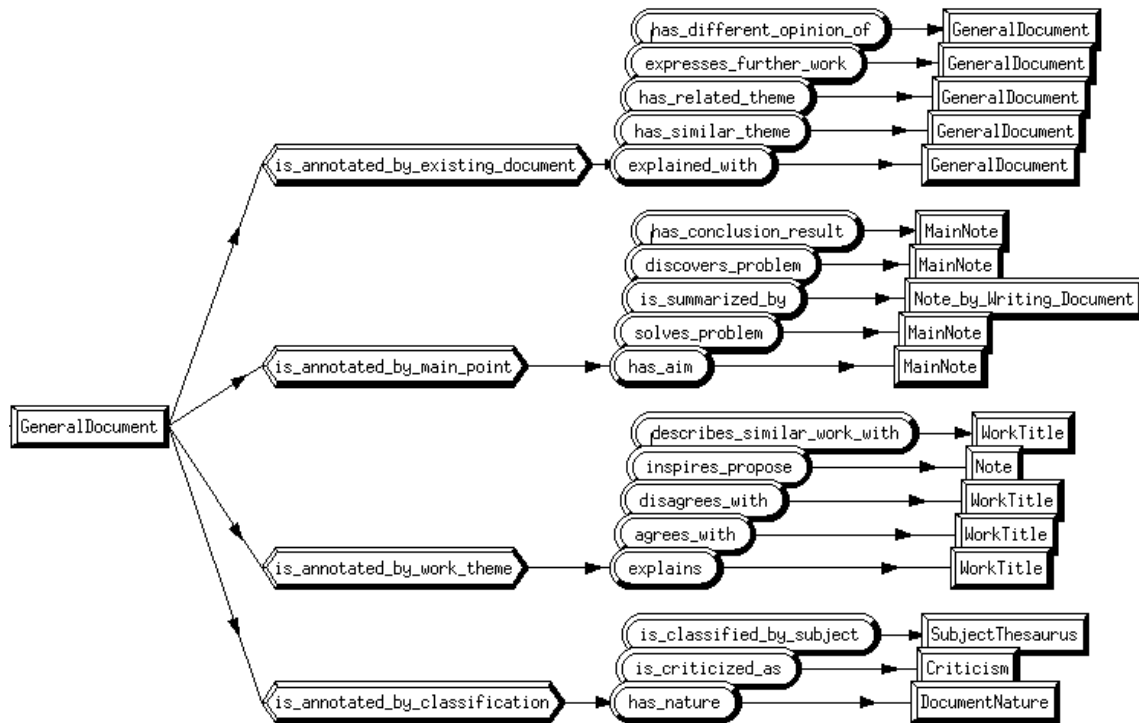 has_different_opinion_of GeneralDocument
expresses_further_work GeneralDocument
has_related_theme GeneralDocument
has_similar_theme GeneralDocument
is_annotated_by_existing_document explained_with GeneralDocument
has_conclusion_result MainNote
discovers_problem MainNote
is_summarized_by Note_by_Writing_Document
solves_problem MainNote
is_annotated_by_main_point has_aim MainNote
GeneralDocument
describes_similar_work_with WorkTitle
inspires_propose Note
disagrees_with WorkTitle
agrees_with WorkTitle
is_annotated_by_work_theme explains WorkTitle
is_classified_by_subject SubjectThesaurus
is_criticized_as Criticism
is_annotated_by_classification has_nature DocumentNature